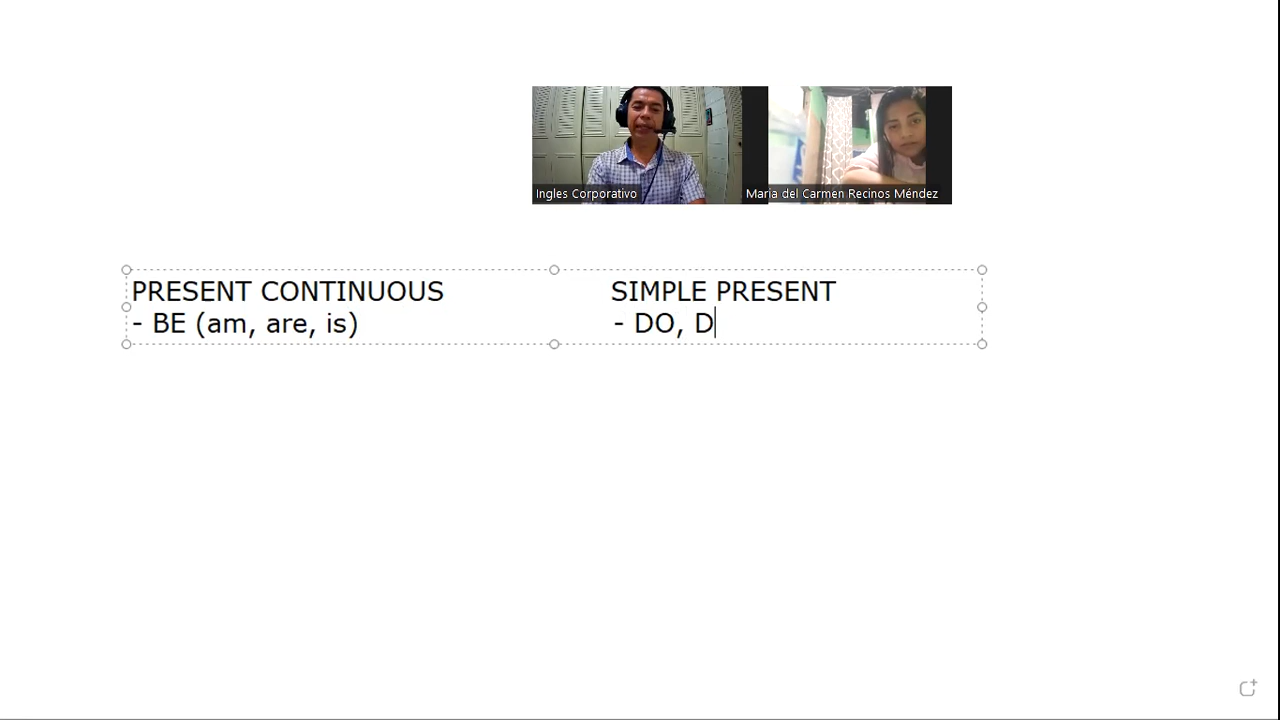 Ingles Corporativo
Maria del Carmen Recinos Méndez
PRESENT CONTINUOUS SIMPLE PRESENT
- BE (am, are, is) - DO, D